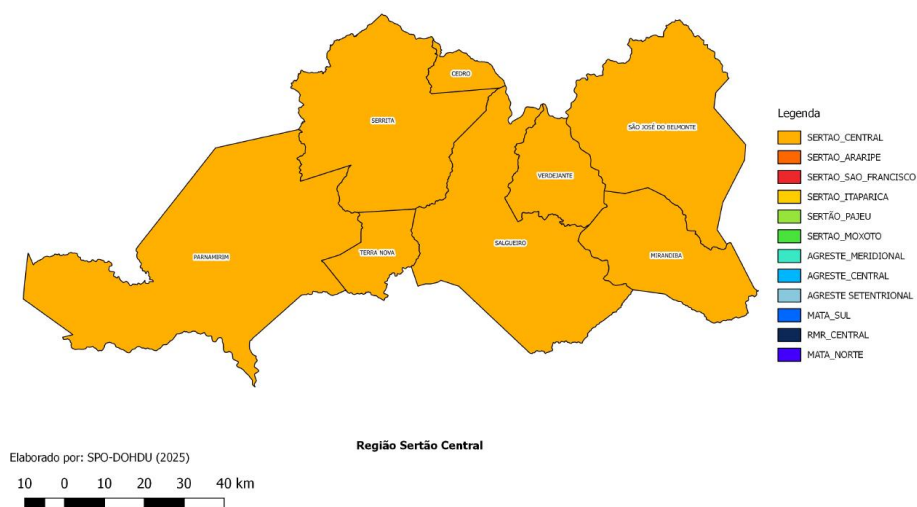 CEDRO
SERRITA
SÃO JOSÉ DO BELMONTE
VERDEJANTE
SALGUEIRO
TERRA NOVA
PARNAMIRIM
MIRANDIBA
Legenda
SERTAO_CENTRAL
SERTAO_ARARIPE
SERTAO_SAO_FRANCISCO
SERTAO_ITAPARICA
SERTÃO_PAJEU
SERTAO_MOXOTO
AGRESTE_MERIDIONAL
AGRESTE_CENTRAL
AGRESTE SETENTRIONAL
MATA_SUL
RMR_CENTRAL
MATA_NORTE
Região Sertão Central
Elaborado por: SPO-DOHDU (2025)
10 0 10 20 30 40 km